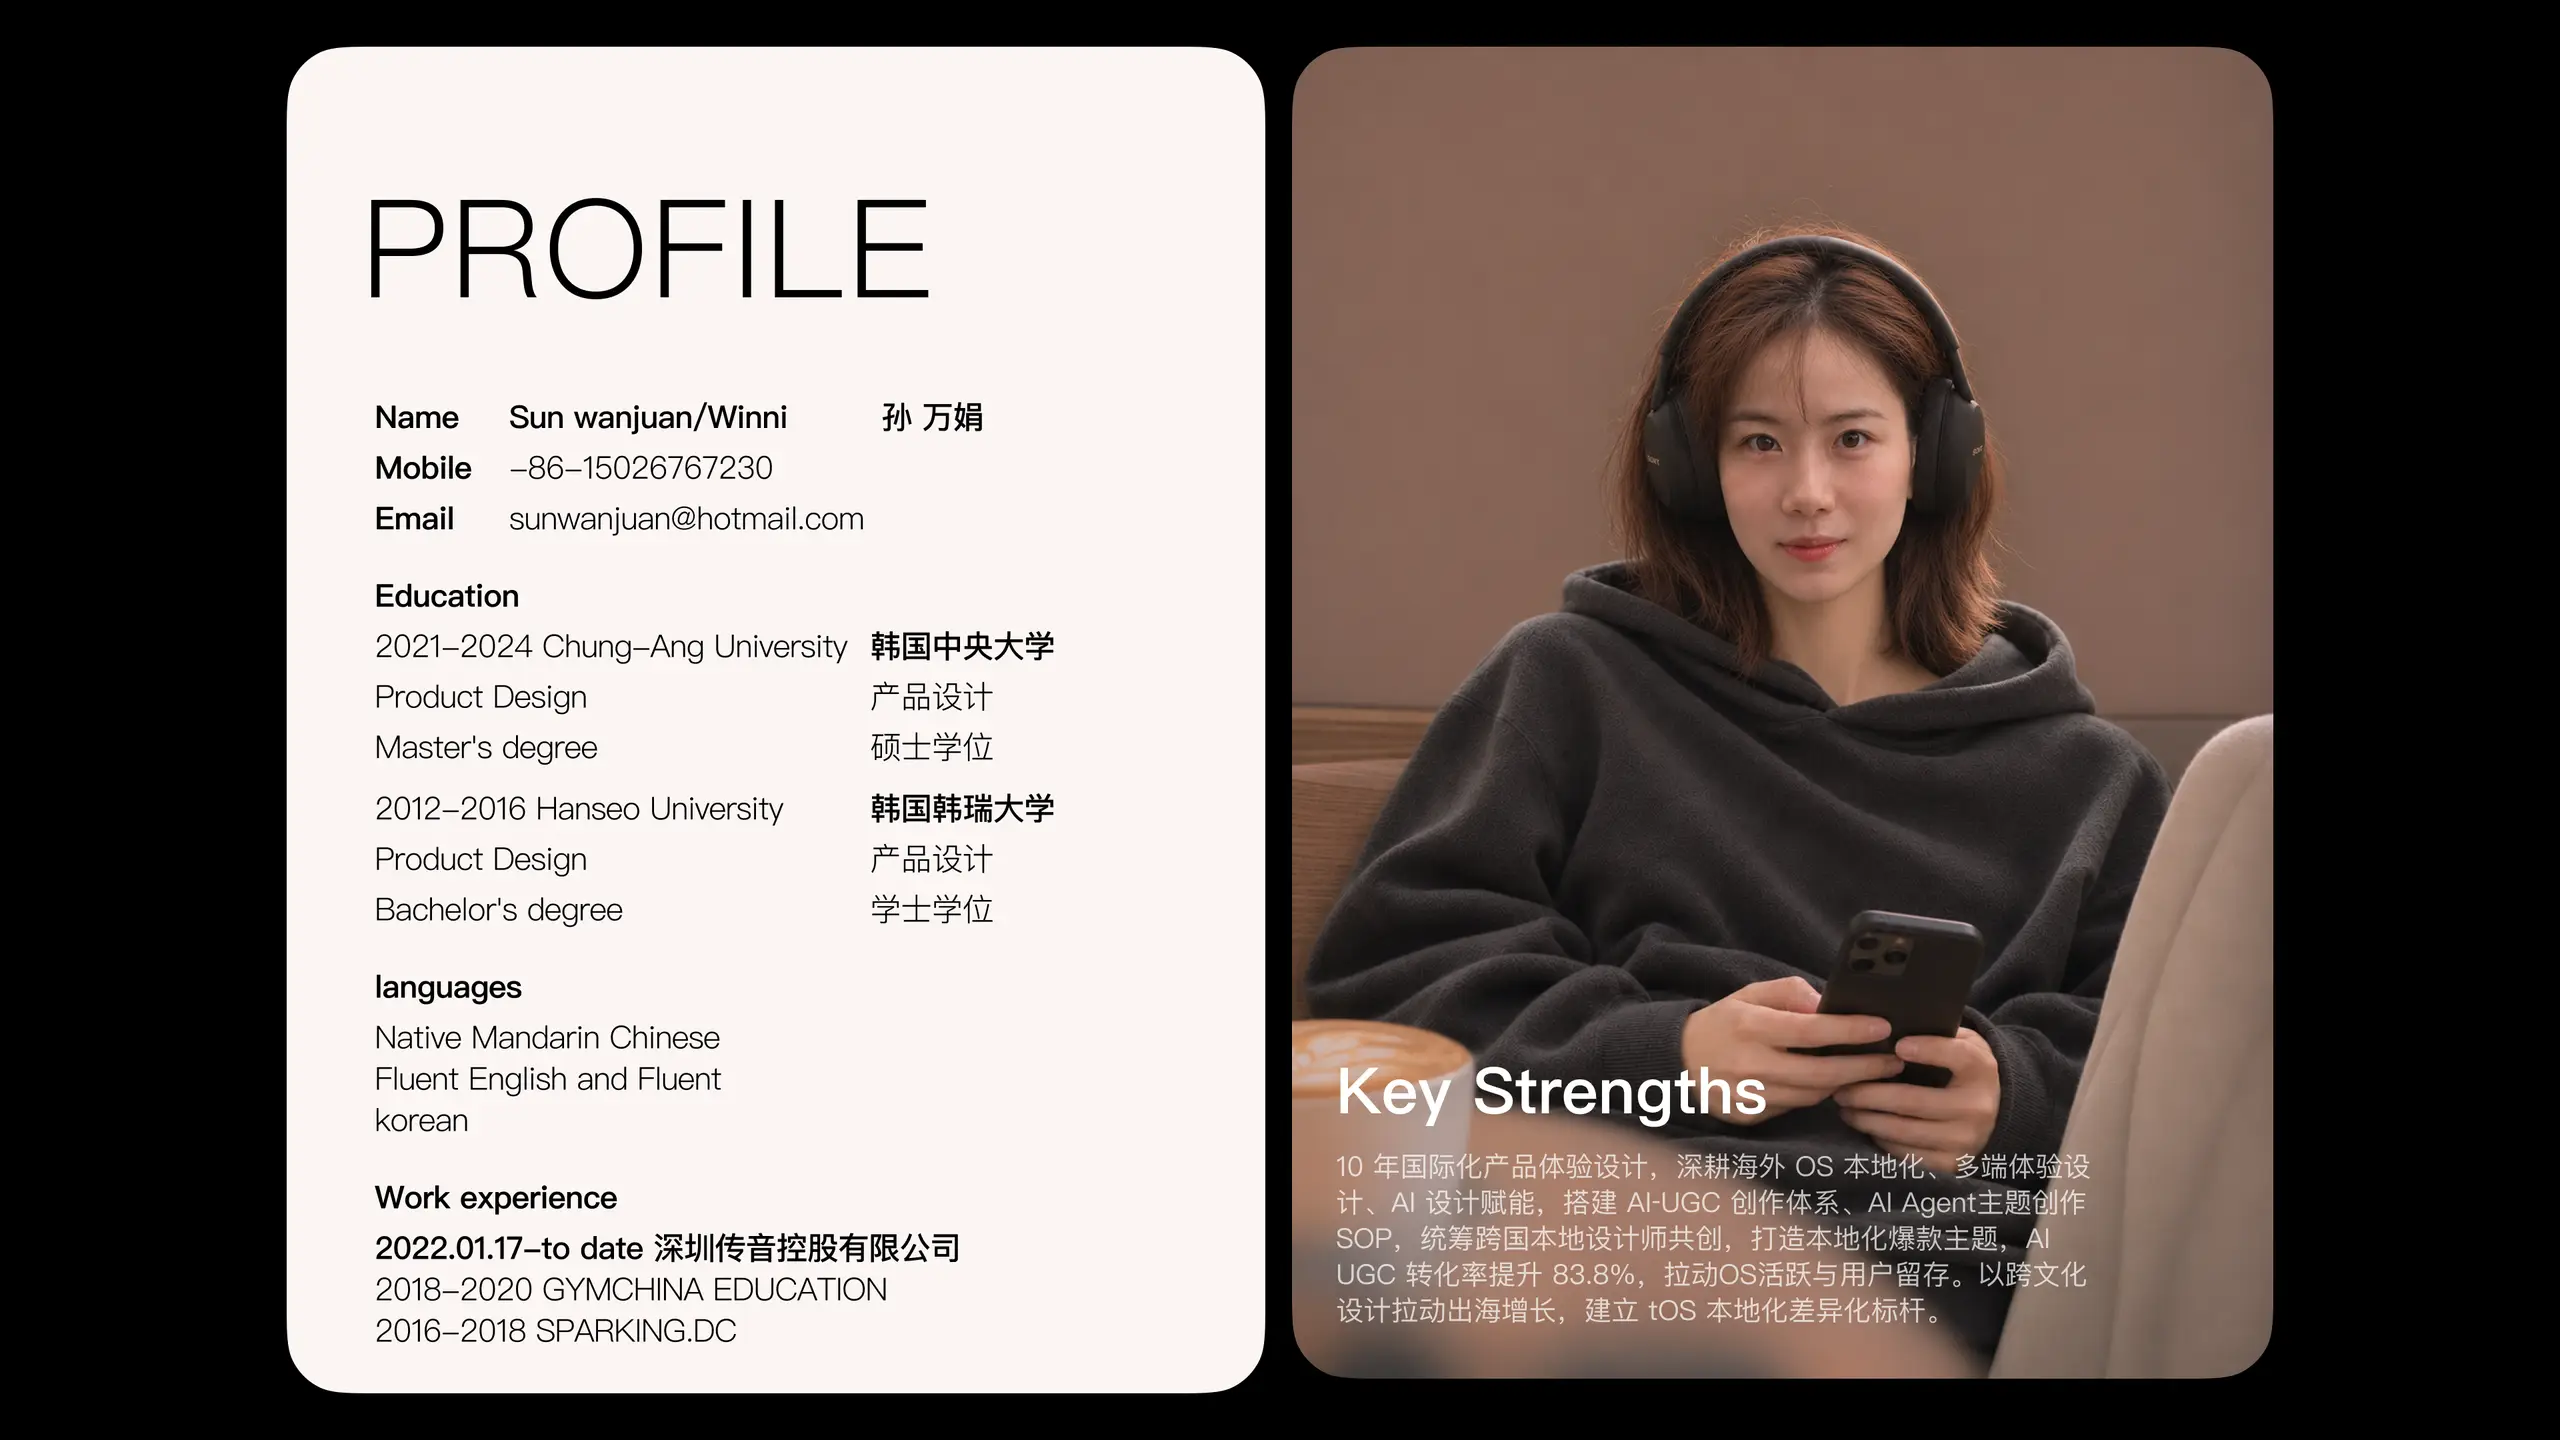 PROFILE
Name Sun wanjuan/Winni 孙 万娟
Mobile -86-15026767230
Email sunwanjuan@hotmail.com
Education
2021-2024 Chung-Ang University 韩国中央大学
Product Design 产品设计
Master's degree 硕士学位
2012-2016 Hanseo University 韩国韩瑞大学
Product Design 产品设计
Bachelor's degree 学士学位
languages
Native Mandarin Chinese
Fluent English and Fluent
korean
Work experience
2022.01.17-to date 深圳传音控股有限公司
2018-2020 GYMCHINA EDUCATION
2016-2018 SPARKING.DC
SONY
SONY
Key Strengths
10 年国际化产品体验设计，深耕海外 OS 本地化、多端体验设
计、AI 设计赋能，搭建 AI-UGC 创作体系、AI Agent主题创作
SOP，统筹跨国本地设计师共创，打造本地化爆款主题，AI
UGC 转化率提升 83.8%，拉动OS活跃与用户留存。以跨文化
设计拉动出海增长，建立 tOS 本地化差异化标杆。